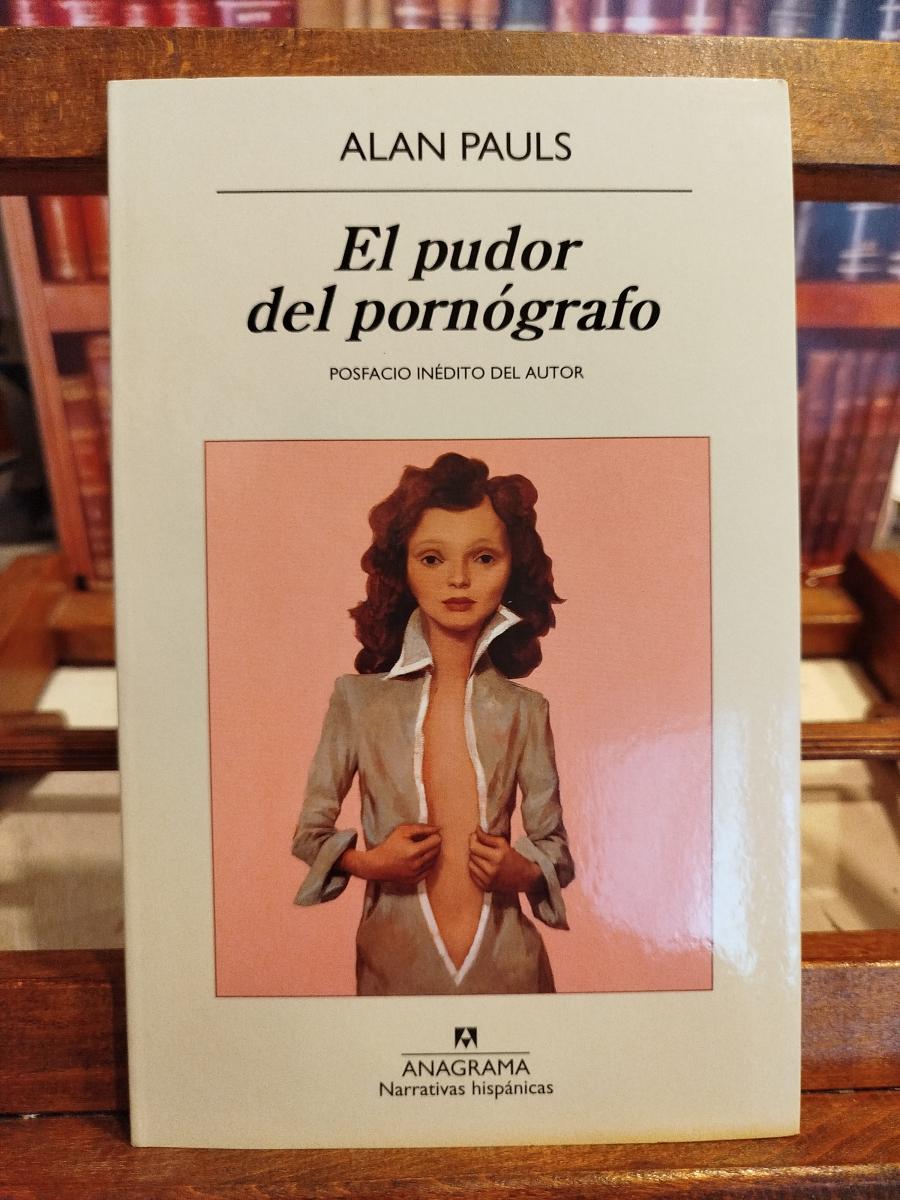 ALAN PAULS
El pudor
del pornógrafo
POSFACIO INÉDITO DEL AUTOR
ANAGRAMA
Narrativas hispánicas